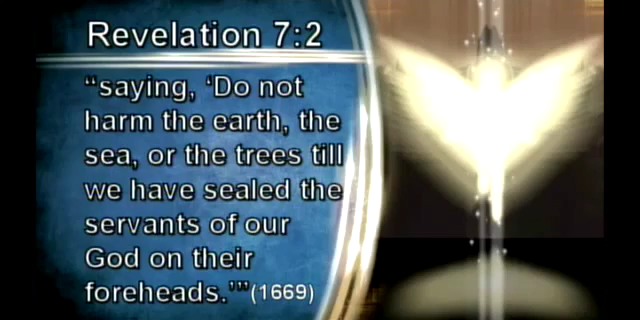 Revelation 7:2
“saying, ‘Do not
harm the earth, the
sea, or the trees till
we have sealed the
servants of our
God on their
foreheads.’”(1669)